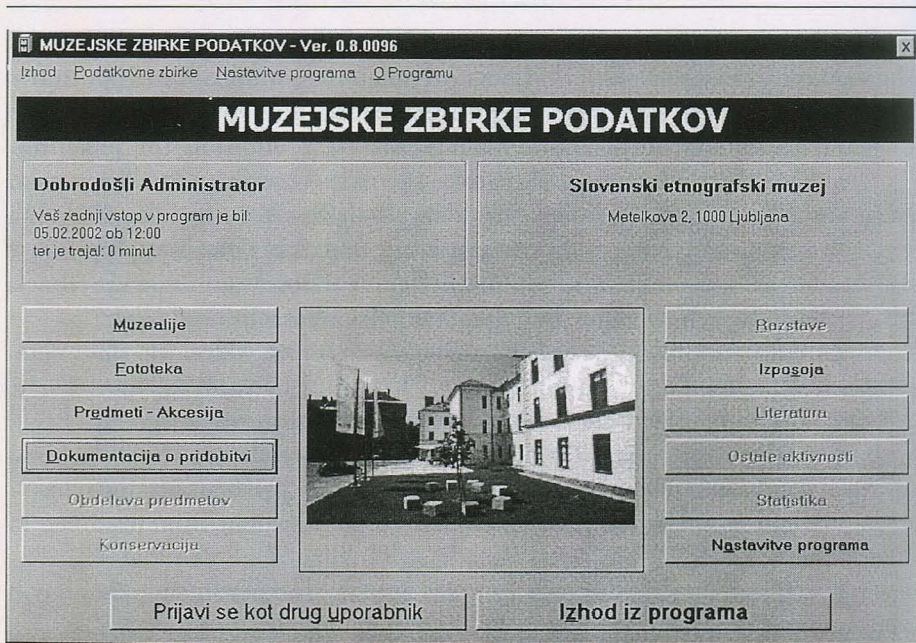 MUZEJSKE ZBIRKE PODATKOV - Ver. 0.8.0096
X
Izhod Podatkovne zbirke Nastavitve programa O Programu
MUZEJSKE ZBIRKE PODATKOV
Dobrodošli Administrator
Vaš zadnji vstop v program je bil:
05.02.2002 ob 12:00
ter je trajal: 0 minut.
Slovenski etnografski muzej
Metelkova 2, 1000 Ljubljana
Muzealije
Fototeka
Predmeti - Akcesija
Dokumentacija o pridobitvi
Obdelava predmetov
Konservacija
Razstave
Izposoja
Literatura
Ostale aktivnosti
Statistika
Nastavitve programa
Prijavi se kot drug uporabnik
Izhod iz programa